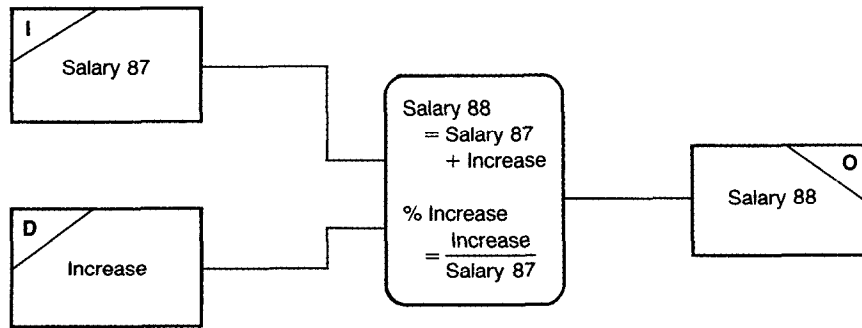 I
Salary 87
D
Increase
Salary 88
= Salary 87
+ Increase
% Increase
= Increase
Salary 87
O
Salary 88